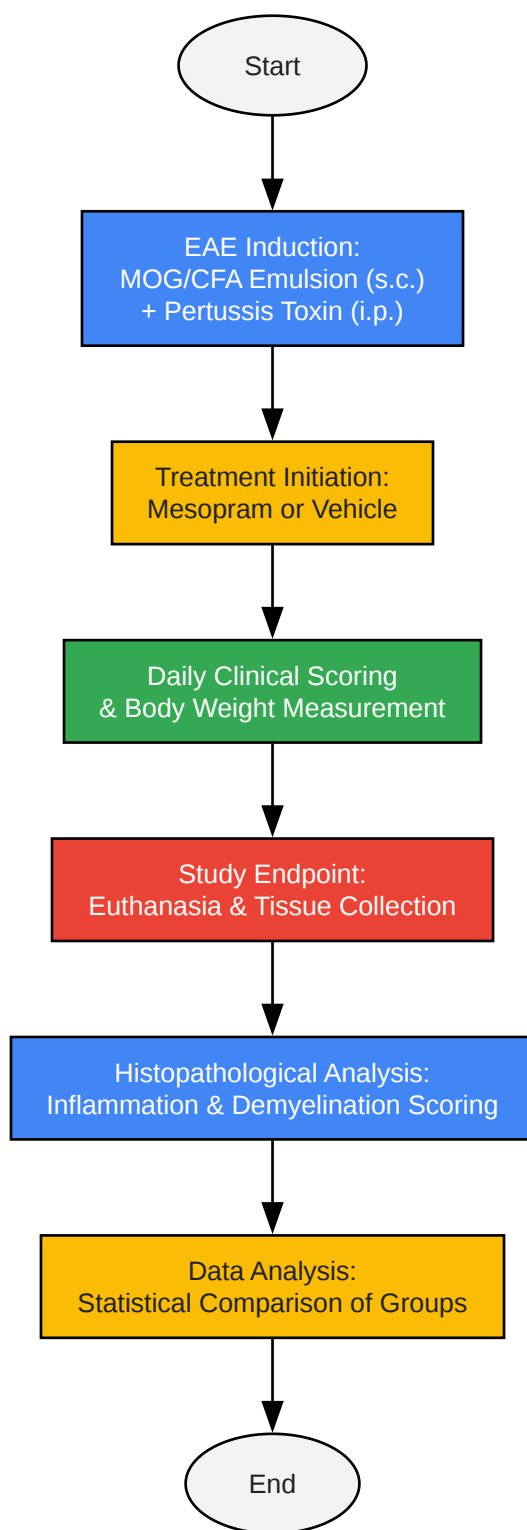 Start
EAE Induction:
MOG/CFA Emulsion (s.c.)
+ Pertussis Toxin (i.p.)
Treatment Initiation:
Mesopram or Vehicle
Daily Clinical Scoring
& Body Weight Measurement
Study Endpoint:
Euthanasia & Tissue Collection
Histopathological Analysis:
Inflammation & Demyelination Scoring
Data Analysis:
Statistical Comparison of Groups
End